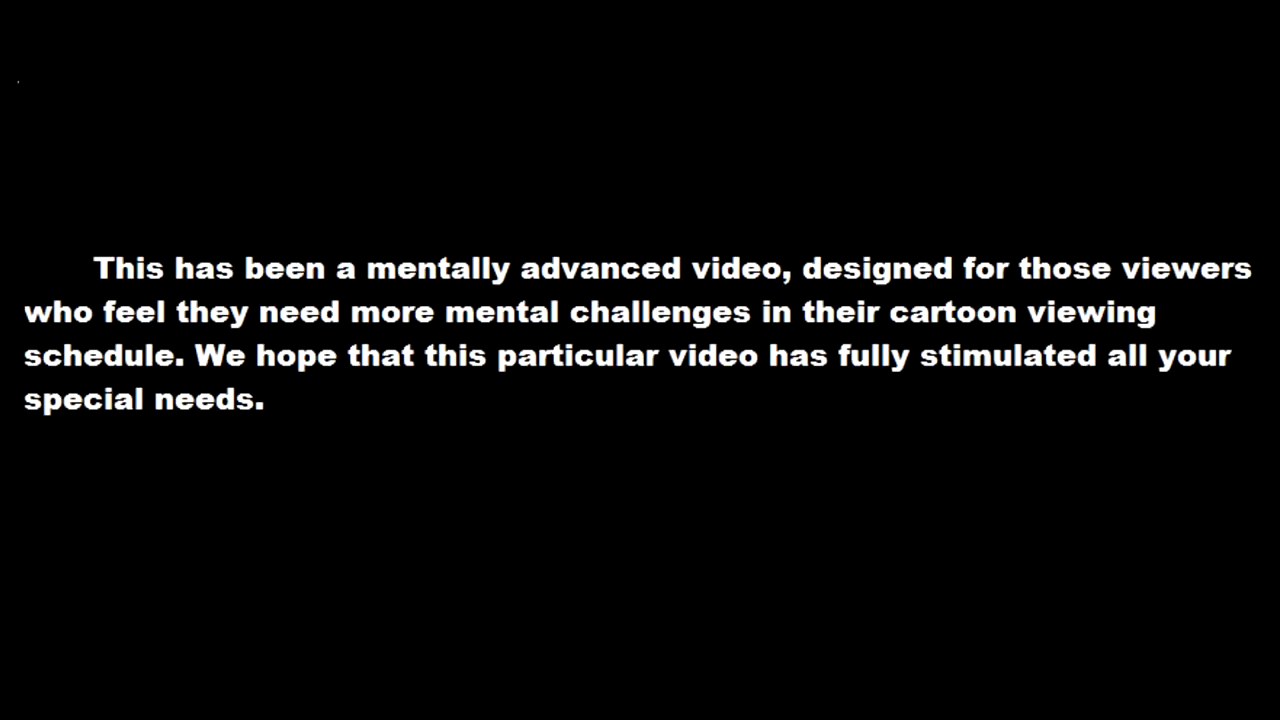 This has been a mentally advanced video, designed for those viewers
who feel they need more mental challenges in their cartoon viewing
schedule. We hope that this particular video has fully stimulated all your
special needs.